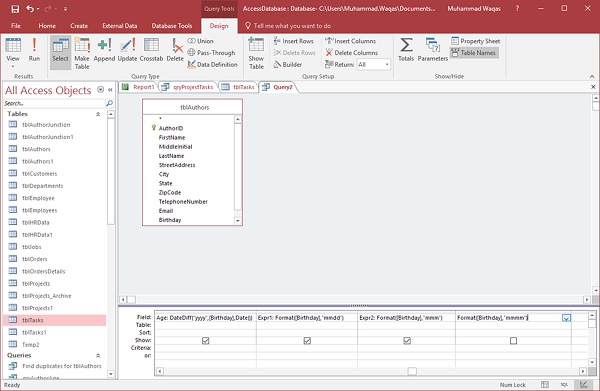 Query Tools
AccessDatabase : Database- C:\Users\Muhammad.Waqas\Documents...
Muhammad Waqas
File
Home
Create
External Data
Database Tools
Design
Tell me what you want to do
View
Run
Select
Make Table
Append
Update
Crosstab
Delete
Union
Pass-Through
Data Definition
Show Table
Insert Rows
Delete Rows
Builder
Insert Columns
Delete Columns
Return: All
Totals
Parameters
Property Sheet
Table Names
Results
Query Type
Query Setup
Show/Hide
All Access Objects
Search...
Tables
tblAuthorJunction
tblAuthorJunction1
tblAuthors
tblAuthors1
tblCustomers
tblDepartments
tblEmployee
tblEmployees
tblHRData
tblHRData1
tblJobs
tblOrders
tblOrdersDetails
tblProjects
tblProjects_Archive
tblProjects1
tblTasks
tblTasks1
Temp2
Queries
Find duplicates for tblAuthors
qryAuthorAge
Report1
qryProjectTasks
tblTasks
Query2
tblAuthors
*
AuthorID
FirstName
MiddleInitial
LastName
StreetAddress
City
State
ZipCode
TelephoneNumber
Email
Birthday
Field: Age: DateDiff("yyyy",[Birthday],Date()) Expr1: Format([Birthday],'mmdd') Expr2: Format([Birthday],'mmm') Format([Birthday],'mmmm')
Table:
Sort:
Show:
Criteria:
or:
Ready
Num Lock
SQL